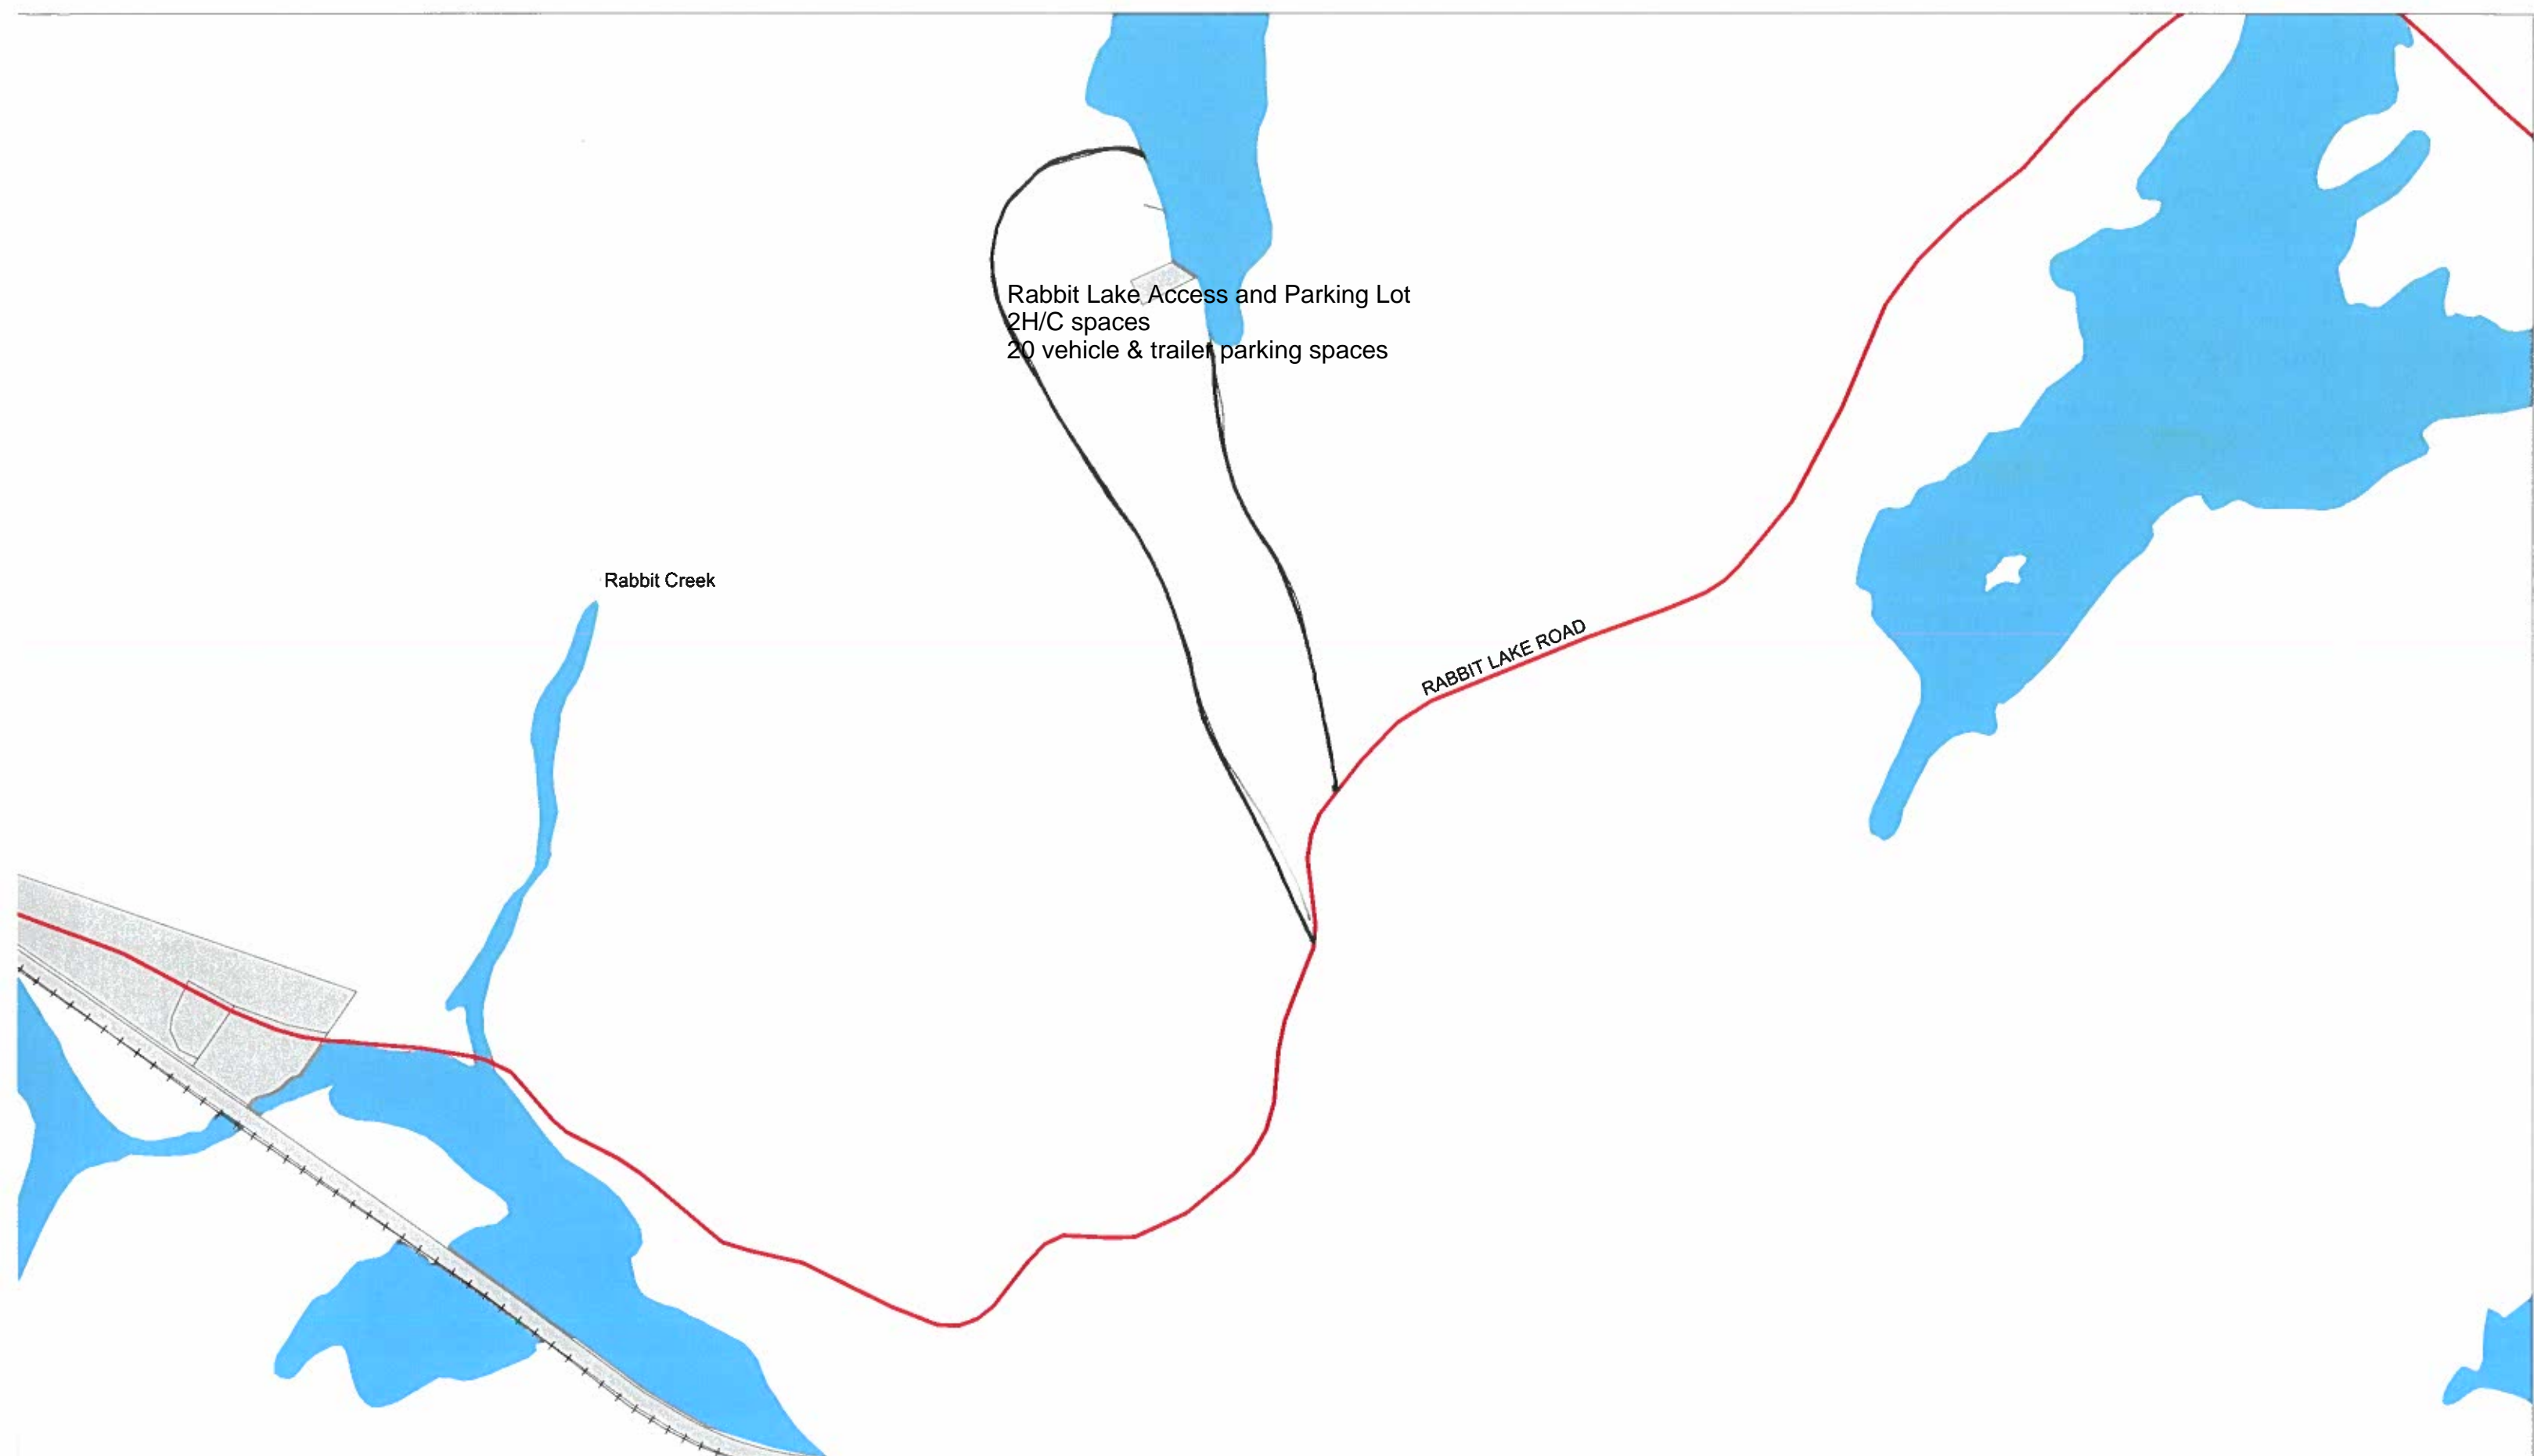 Rabbit Lake Access and Parking Lot
2H/C spaces
20 vehicle & trailer parking spaces
Rabbit Creek
RABBIT LAKE ROAD